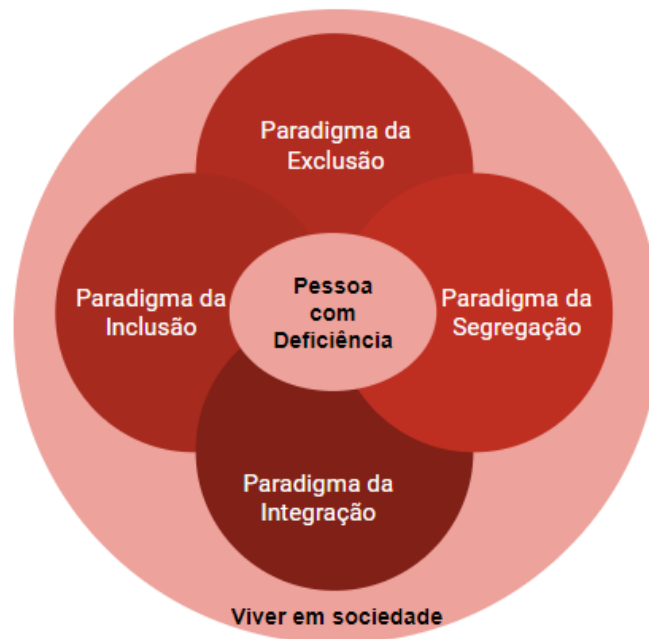 Paradigma da
Exclusão
Paradigma da
Inclusão
Pessoa
com
Deficiência
Paradigma da
Segregação
Paradigma da
Integração
Viver em sociedade